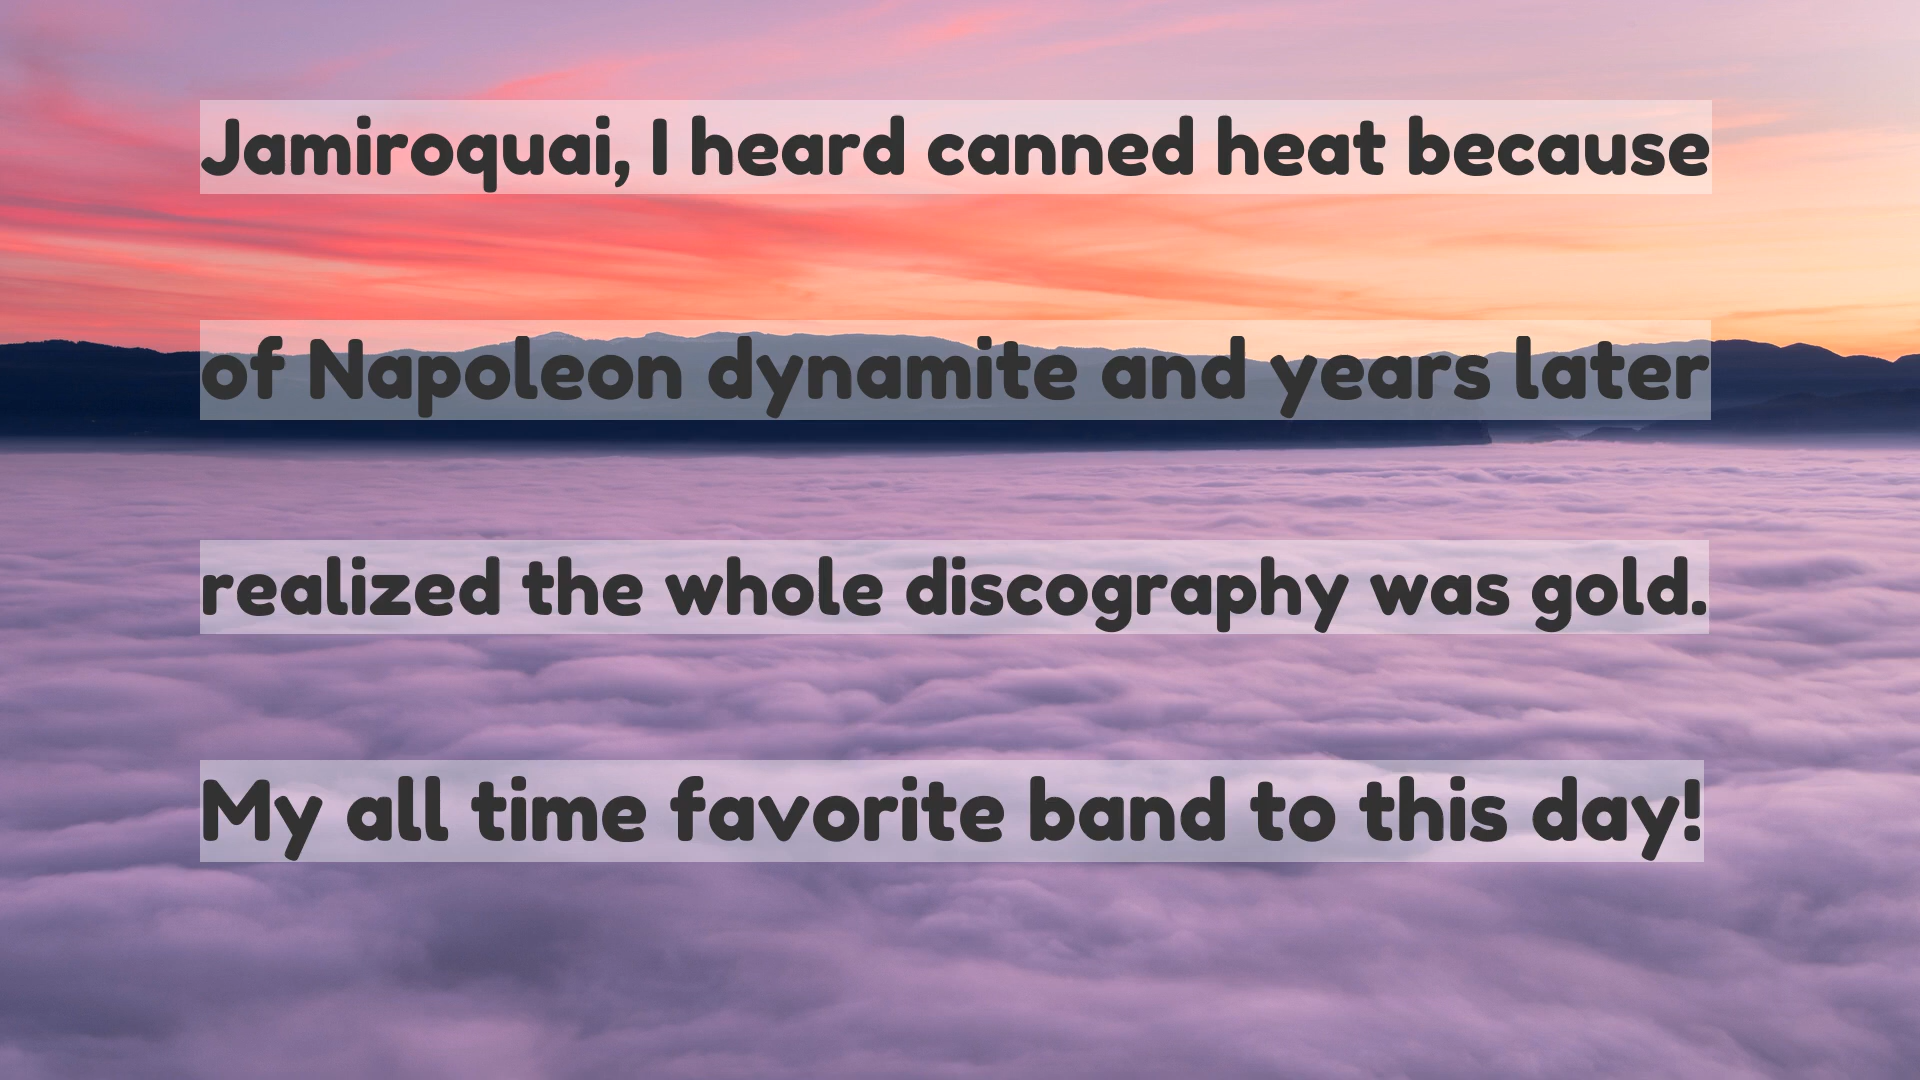 Jamiroquai, I heard canned heat because
of Napoleon dynamite and years later
realized the whole discography was gold.
My all time favorite band to this day!